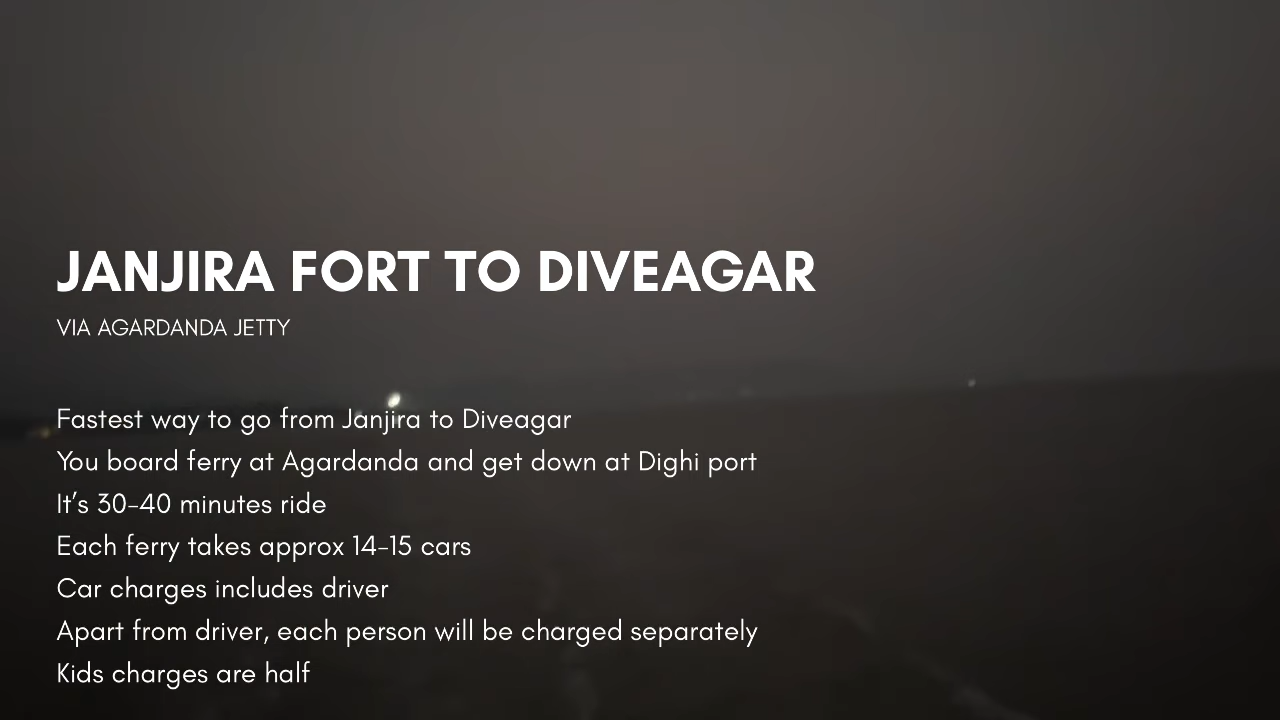 JANJIRA FORT TO DIVEAGAR
VIA AGARDANDA JETTY
Fastest way to go from Janjira to Diveagar
You board ferry at Agardanda and get down at Dighi port
It's 30-40 minutes ride
Each ferry takes approx 14-15 cars
Car charges includes driver
Apart from driver, each person will be charged separately
Kids charges are half